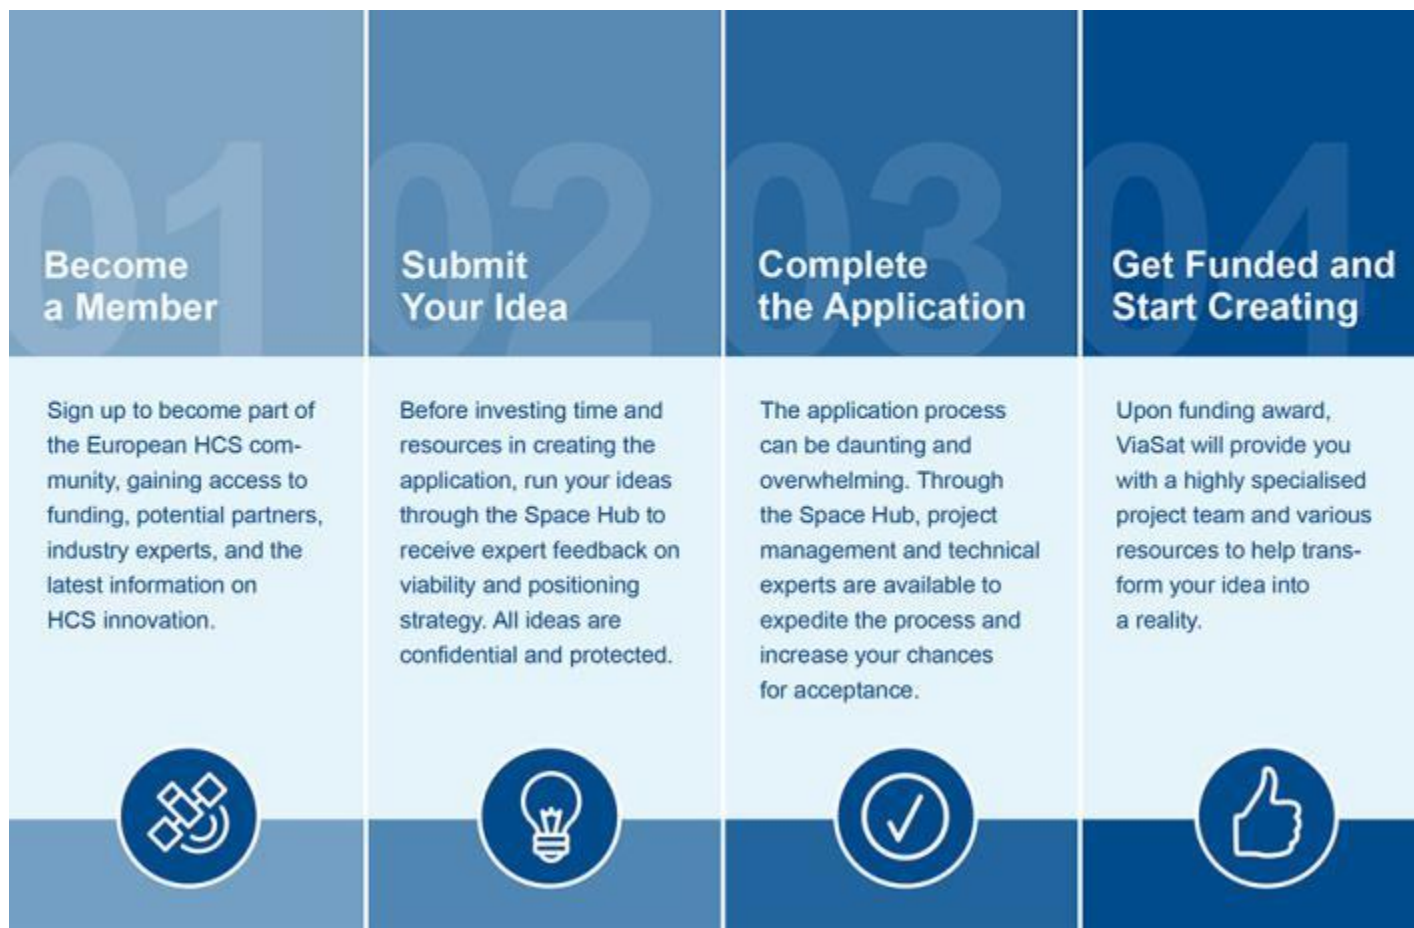 01
Become
a Member
Sign up to become part of
the European HCS com-
munity, gaining access to
funding, potential partners,
industry experts, and the
latest information on
HCS innovation.
02
Submit
Your Idea
Before investing time and
resources in creating the
application, run your ideas
through the Space Hub to
receive expert feedback on
viability and positioning
strategy. All ideas are
confidential and protected.
03
Complete
the Application
The application process
can be daunting and
overwhelming. Through
the Space Hub, project
management and technical
experts are available to
expedite the process and
increase your chances
for acceptance.
04
Get Funded and
Start Creating
Upon funding award,
ViaSat will provide you
with a highly specialised
project team and various
resources to help trans-
form your idea into
a reality.